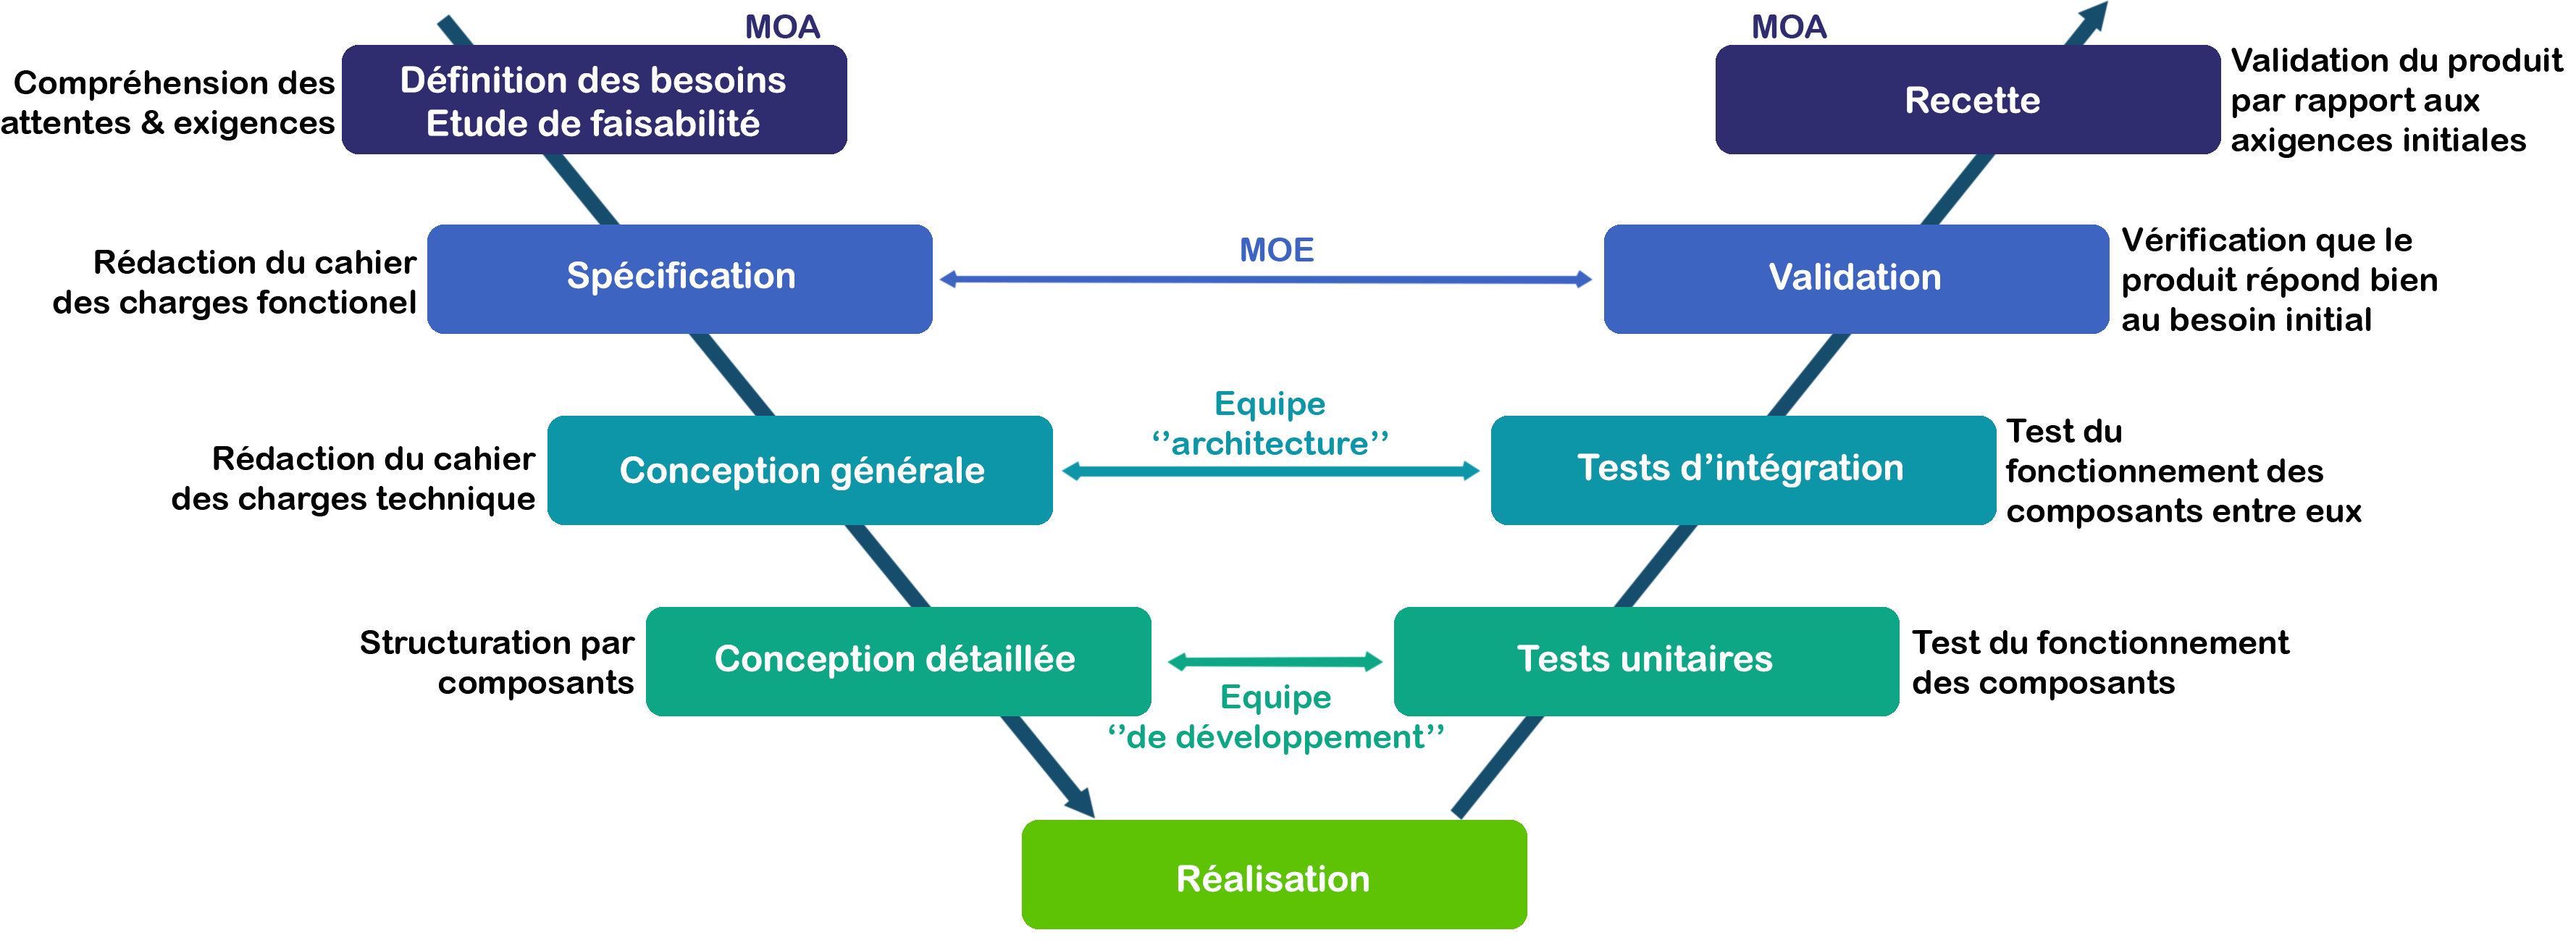 MOA
MOA
Compréhension des
attentes & exigences
Définition des besoins
Etude de faisabilité
Recette
Validation du produit
par rapport aux
axigences initiales
Rédaction du cahier
des charges fonctionel
Spécification
MOE
Validation
Vérification que le
produit répond bien
au besoin initial
Rédaction du cahier
des charges technique
Conception générale
Equipe
‘’architecture’’
Tests d’intégration
Test du
fonctionnement des
composants entre eux
Structuration par
composants
Conception détaillée
Equipe
‘’de développement’’
Tests unitaires
Test du fonctionnement
des composants
Réalisation